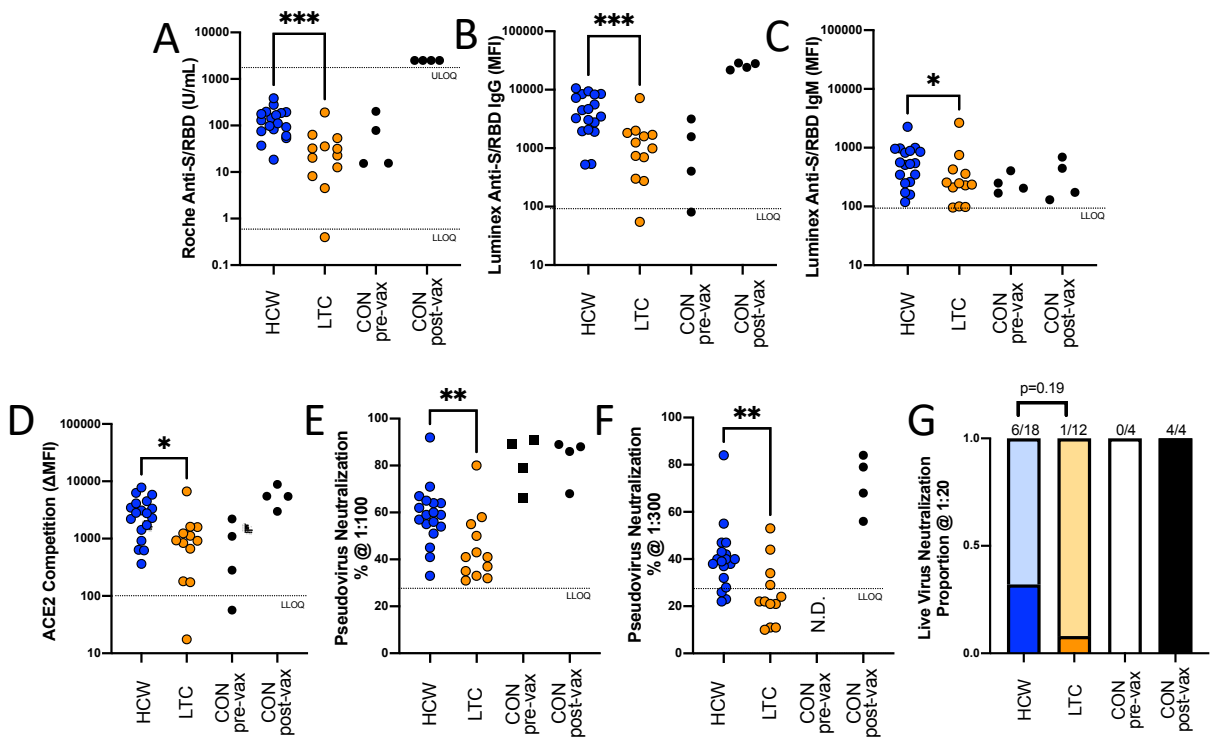 A
Roche Anti-S/RBD (U/mL)
10000
1000
100
10
1
0.1
***
ULOQ
LLOQ
HCW
LTC
CON
pre-vax
CON
post-vax
B
Luminex Anti-S/RBD IgG (MFI)
100000
10000
1000
100
10
***
LLOQ
HCW
LTC
CON
pre-vax
CON
post-vax
C
Luminex Anti-S/RBD IgM (MFI)
100000
10000
1000
100
10
*
LLOQ
HCW
LTC
CON
pre-vax
CON
post-vax
D
ACE2 Competition (ΔMFI)
100000
10000
1000
100
10
*
LLOQ
HCW
LTC
CON
pre-vax
CON
post-vax
E
Pseudovirus Neutralization
% @ 1:100
100
80
60
40
20
0
**
LLOQ
HCW
LTC
CON
pre-vax
CON
post-vax
F
Pseudovirus Neutralization
% @ 1:300
100
80
60
40
20
0
**
LLOQ
N.D.
HCW
LTC
CON
pre-vax
CON
post-vax
G
Live Virus Neutralization
Proportion @ 1:20
p=0.19
6/18 1/12 0/4 4/4
1.0
0.5
0.0
HCW
LTC
CON
pre-vax
CON
post-vax